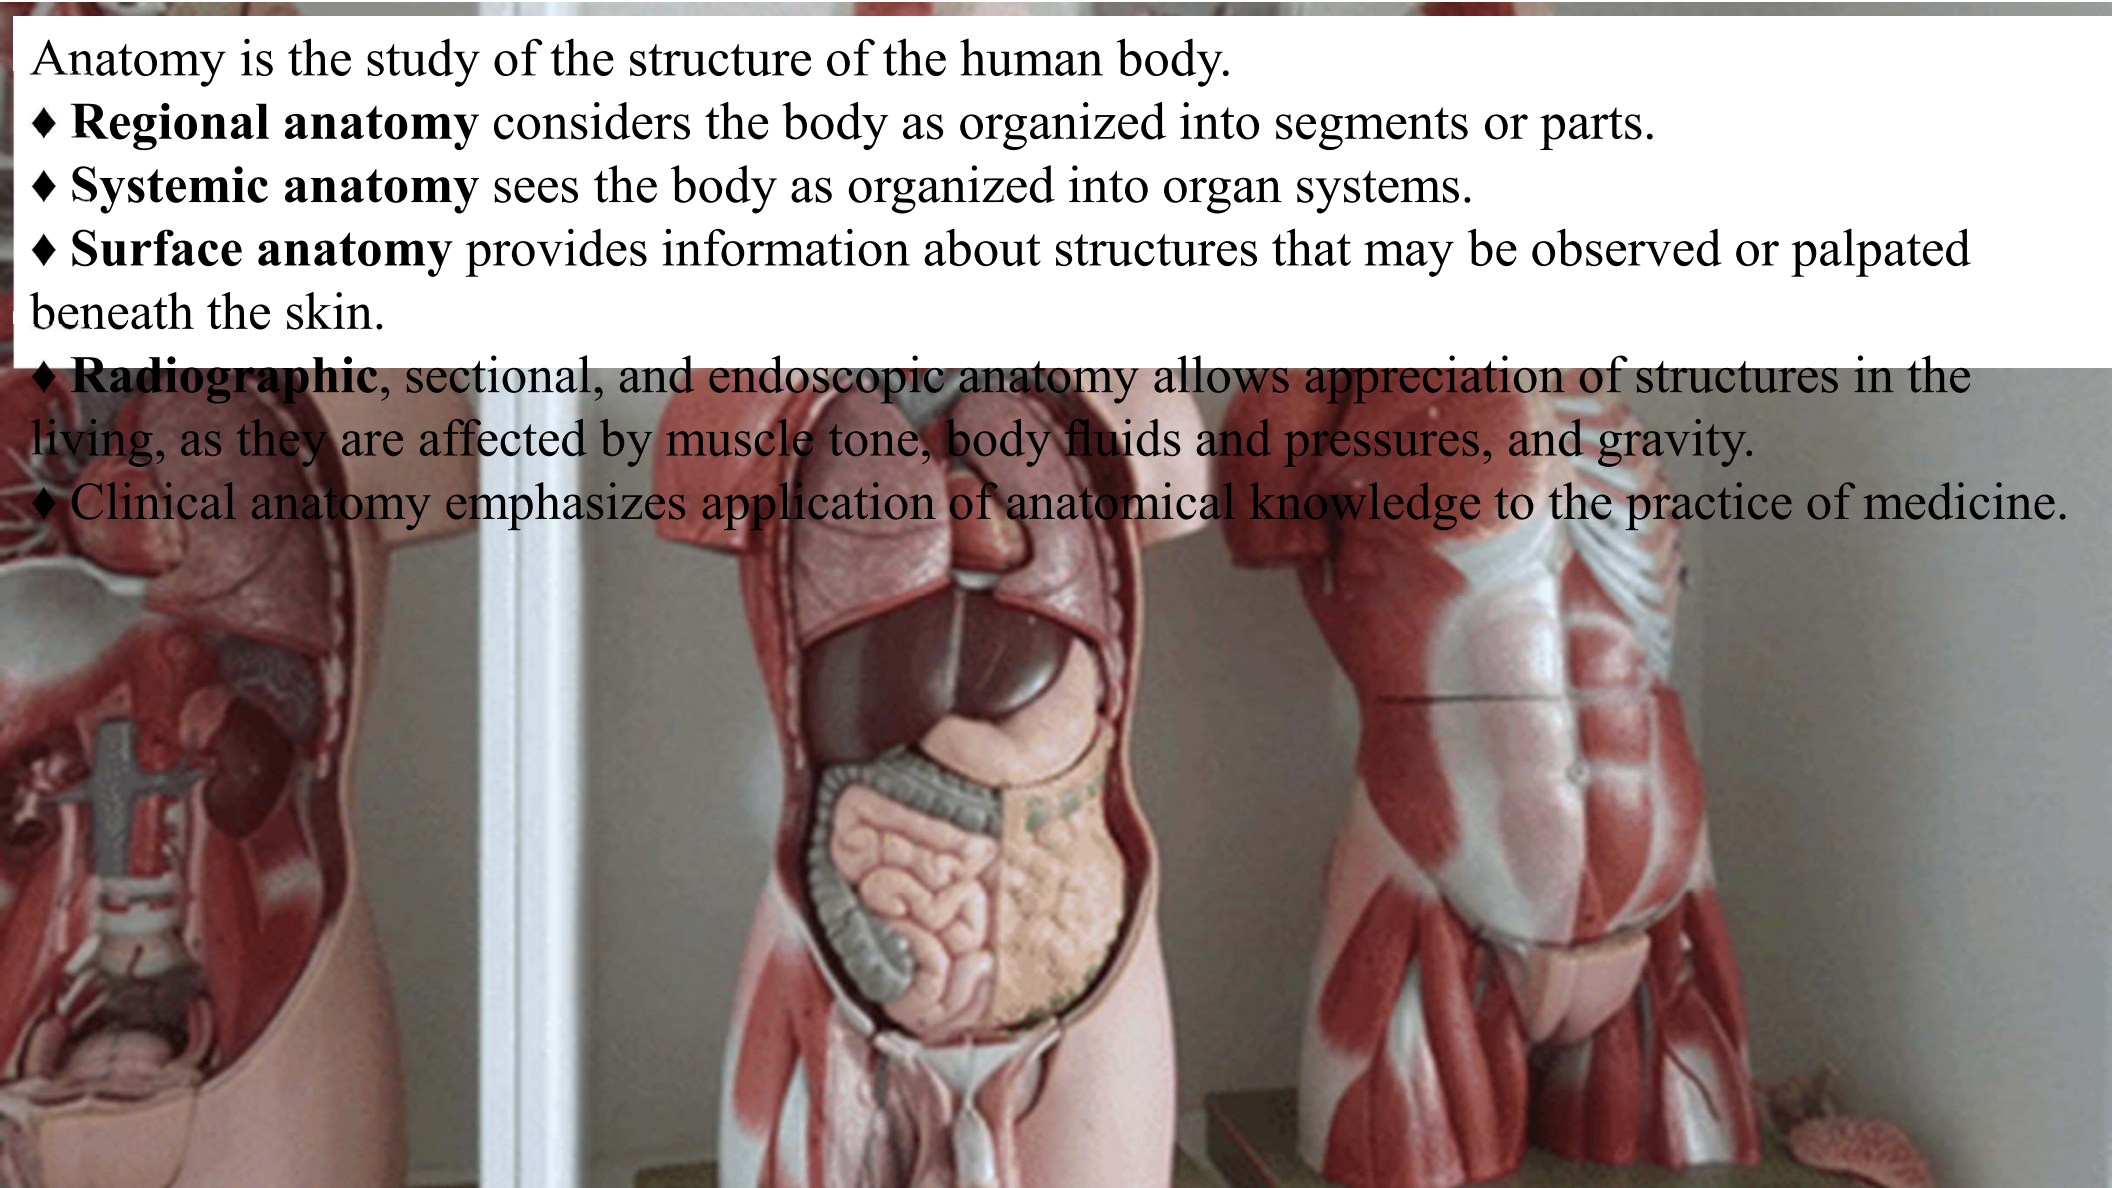 Anatomy is the study of the structure of the human body.
♦ Regional anatomy considers the body as organized into segments or parts.
♦ Systemic anatomy sees the body as organized into organ systems.
♦ Surface anatomy provides information about structures that may be observed or palpated
beneath the skin.
♦ Radiographic, sectional, and endoscopic anatomy allows appreciation of structures in the
living, as they are affected by muscle tone, body fluids and pressures, and gravity.
♦ Clinical anatomy emphasizes application of anatomical knowledge to the practice of medicine.